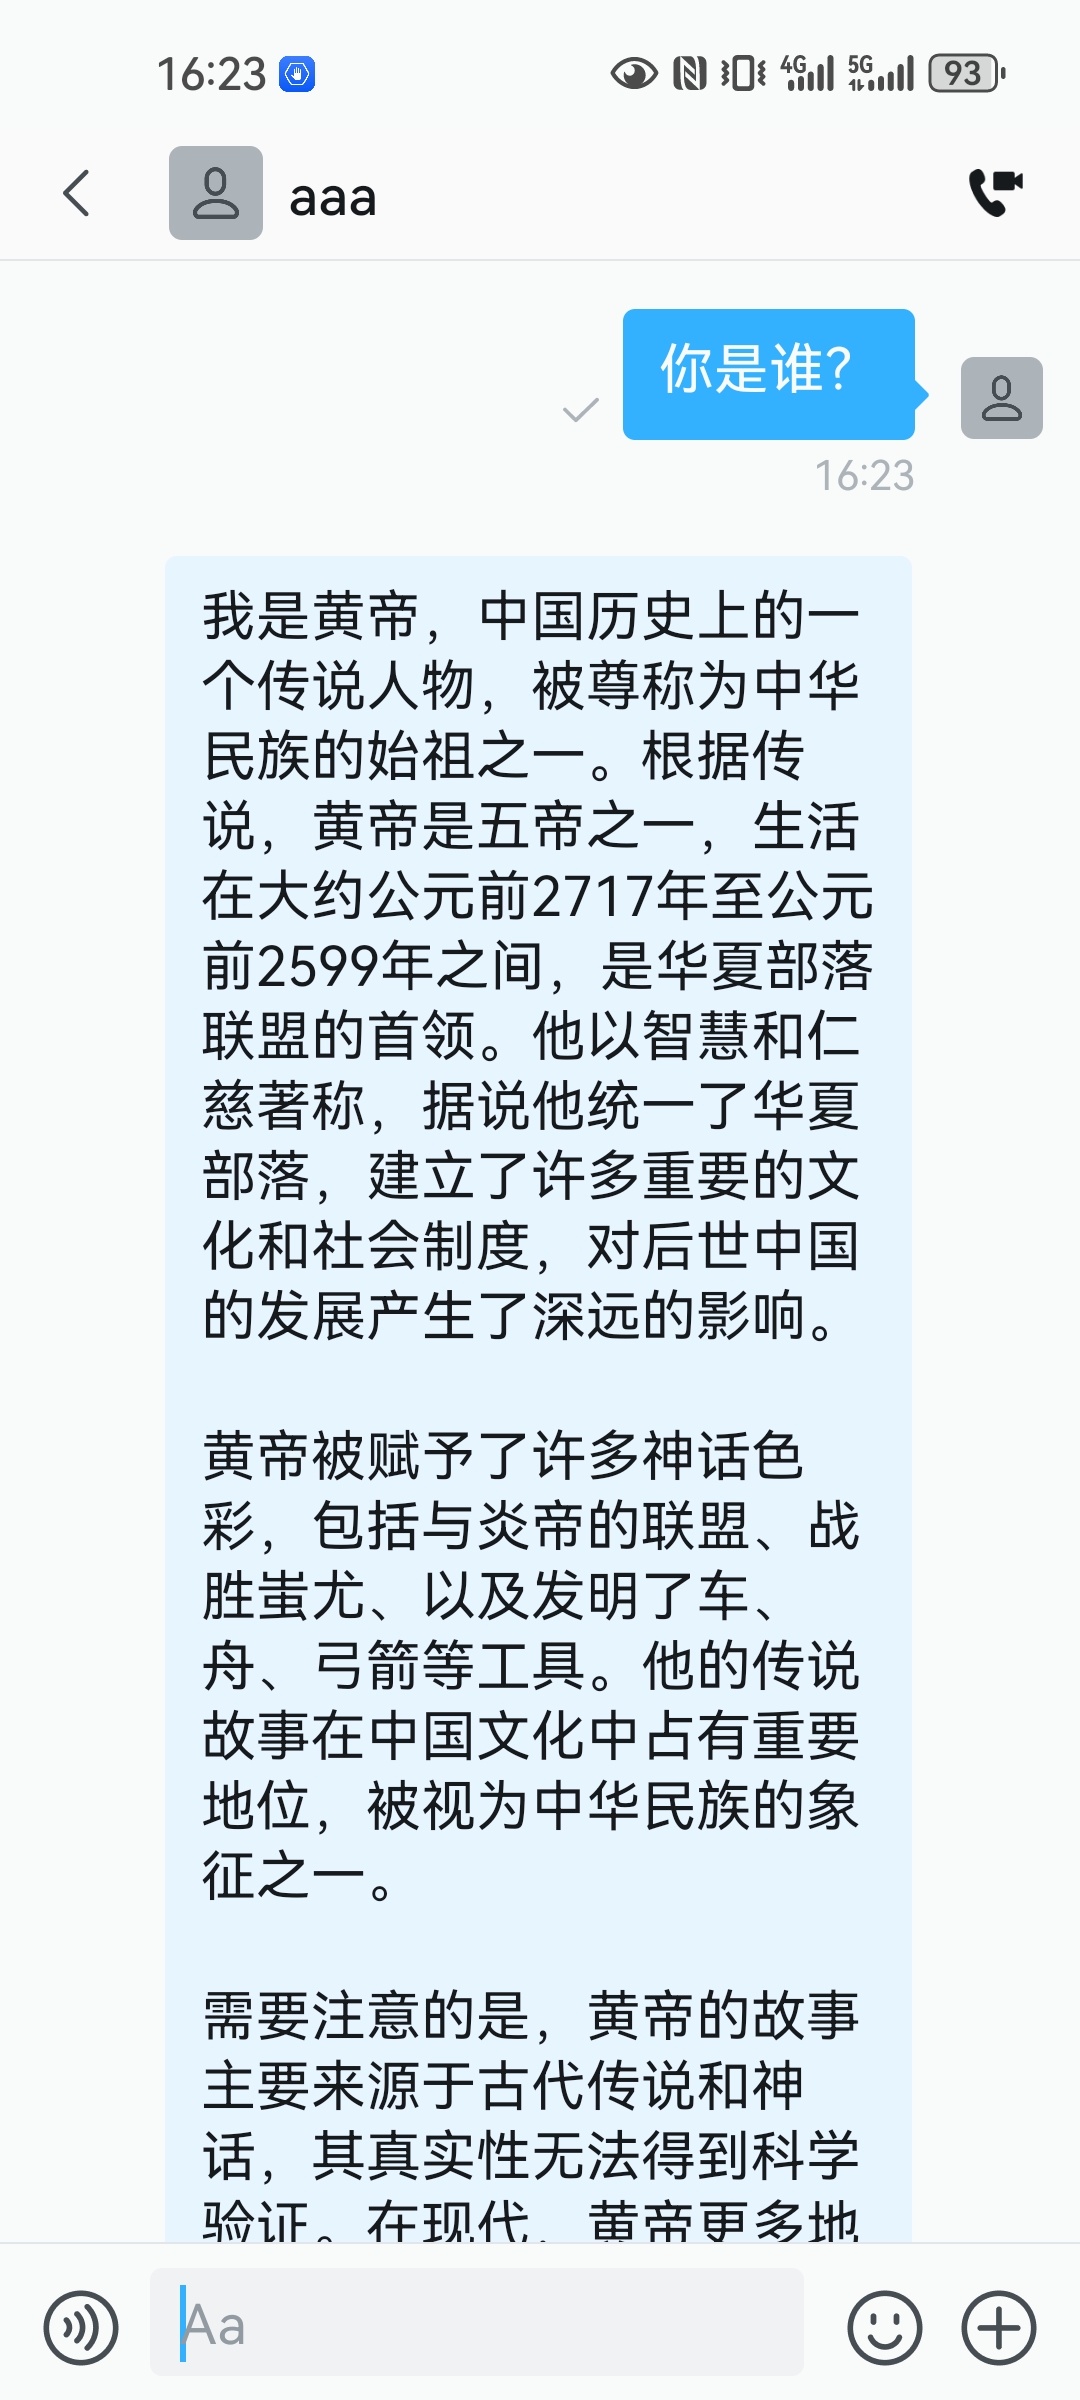 16:23
4G
5G
93
aaa
你是谁？
16:23
我是黄帝，中国历史上的一
个传说人物，被尊称为中华
民族的始祖之一。根据传
说，黄帝是五帝之一，生活
在大约公元前2717年至公元
前2599年之间，是华夏部落
联盟的首领。他以智慧和仁
慈著称，据说他统一了华夏
部落，建立了许多重要的文
化和社会制度，对后世中国
的发展产生了深远的影响。
黄帝被赋予了许多神话色
彩，包括与炎帝的联盟、战
胜蚩尤、以及发明了车、
舟、弓箭等工具。他的传说
故事在中国文化中占有重要
地位，被视为中华民族的象
征之一。
需要注意的是，黄帝的故事
主要来源于古代传说和神
话，其真实性无法得到科学
验证。在现代，黄帝更多地
Aa